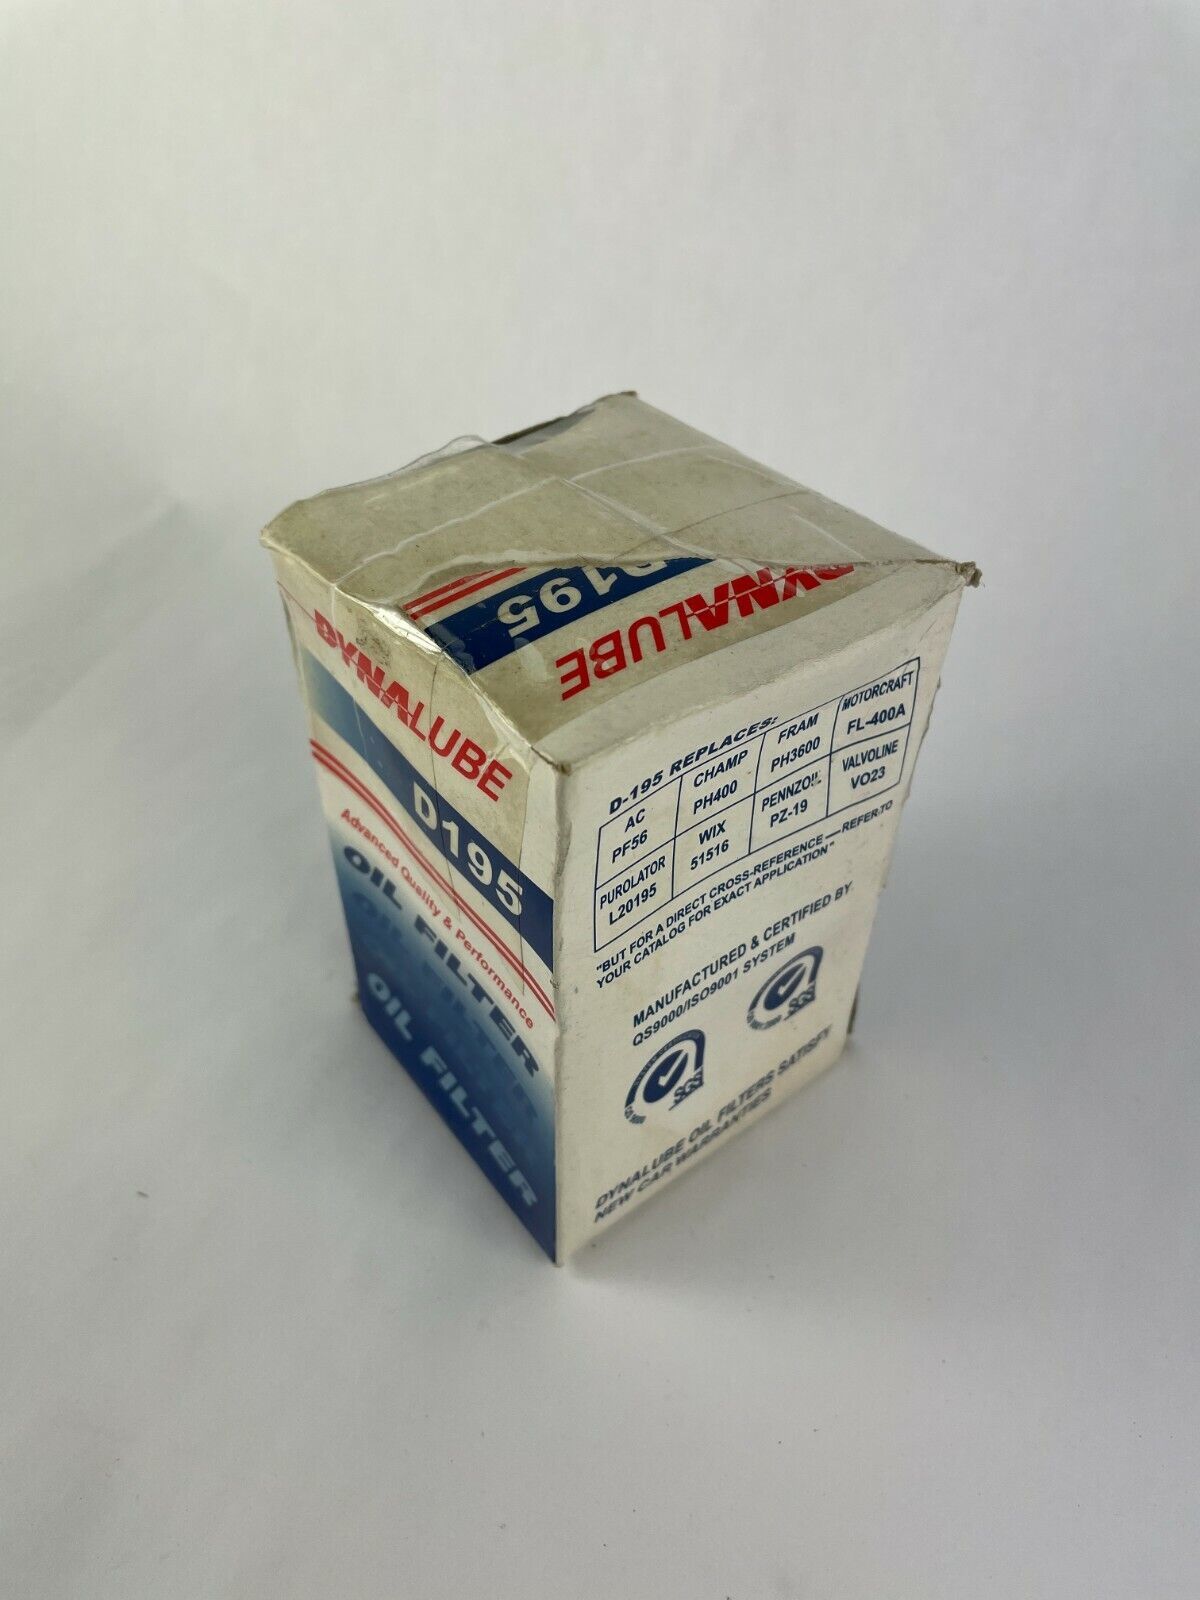 D195
DYNALUBE
DYNALUBE
D195
Advanced Quality & Performance
OIL FILTER
OIL FILTER
OIL FILTER
D-195 REPLACES:
AC CHAMP FRAM MOTORCRAFT
PF56 PH400 PH3600 FL-400A
PUROLATOR WIX PENNZOIL VALVOLINE
L20195 51516 PZ-19 VO23
"BUT FOR A DIRECT CROSS-REFERENCE — REFER TO
YOUR CATALOG FOR EXACT APPLICATION"
MANUFACTURED & CERTIFIED BY
QS9000/ISO9001 SYSTEM
SGS
SGS
DYNALUBE OIL FILTERS SATISFY
NEW CAR WARRANTIES